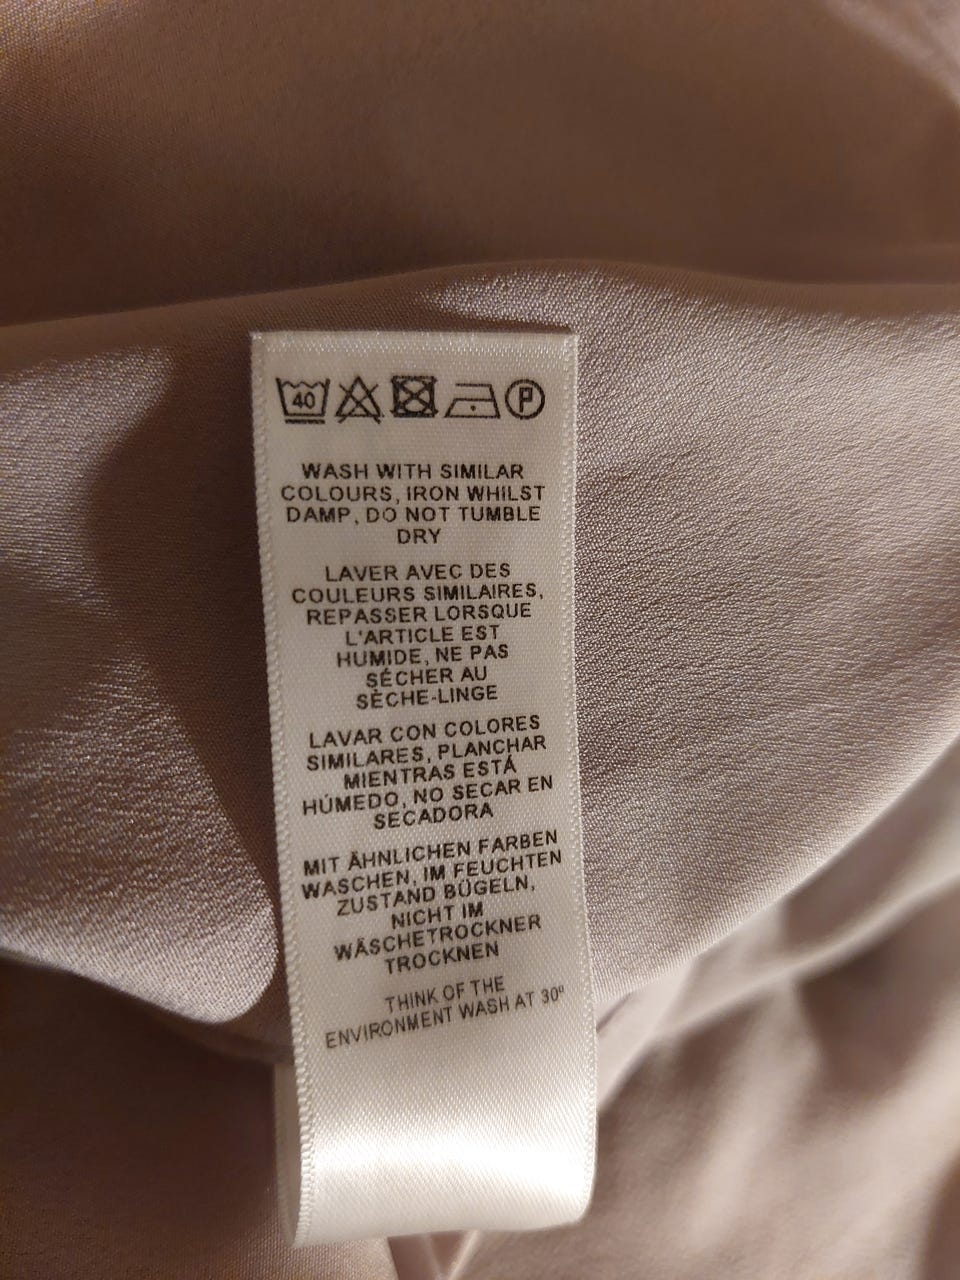 40 P
WASH WITH SIMILAR
COLOURS, IRON WHILST
DAMP, DO NOT TUMBLE
DRY
LAVER AVEC DES
COULEURS SIMILAIRES,
REPASSER LORSQUE
L'ARTICLE EST
HUMIDE, NE PAS
SÉCHER AU
SÈCHE-LINGE
LAVAR CON COLORES
SIMILARES, PLANCHAR
MIENTRAS ESTÁ
HÚMEDO, NO SECAR EN
SECADORA
MIT ÄHNLICHEN FARBEN
WASCHEN, IM FEUCHTEN
ZUSTAND BÜGELN,
NICHT IM
WÄSCHETROCKNER
TROCKNEN
THINK OF THE
ENVIRONMENT WASH AT 30º